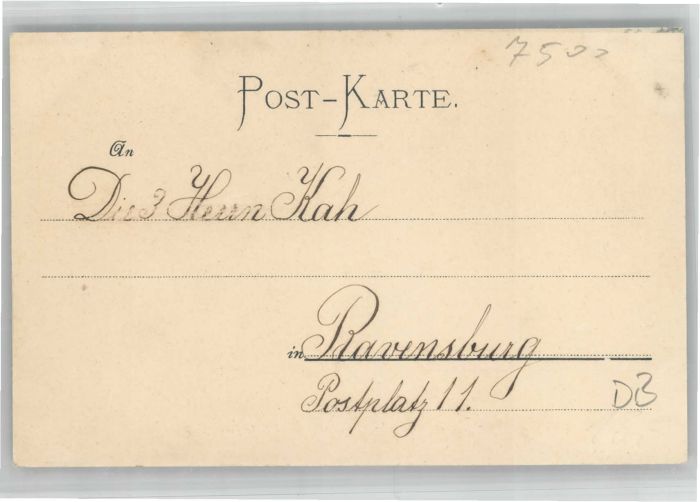 7500
POST-KARTE.
An
Die 3 Herrn Kah
in Ravensburg
Postplatz 11.
DB